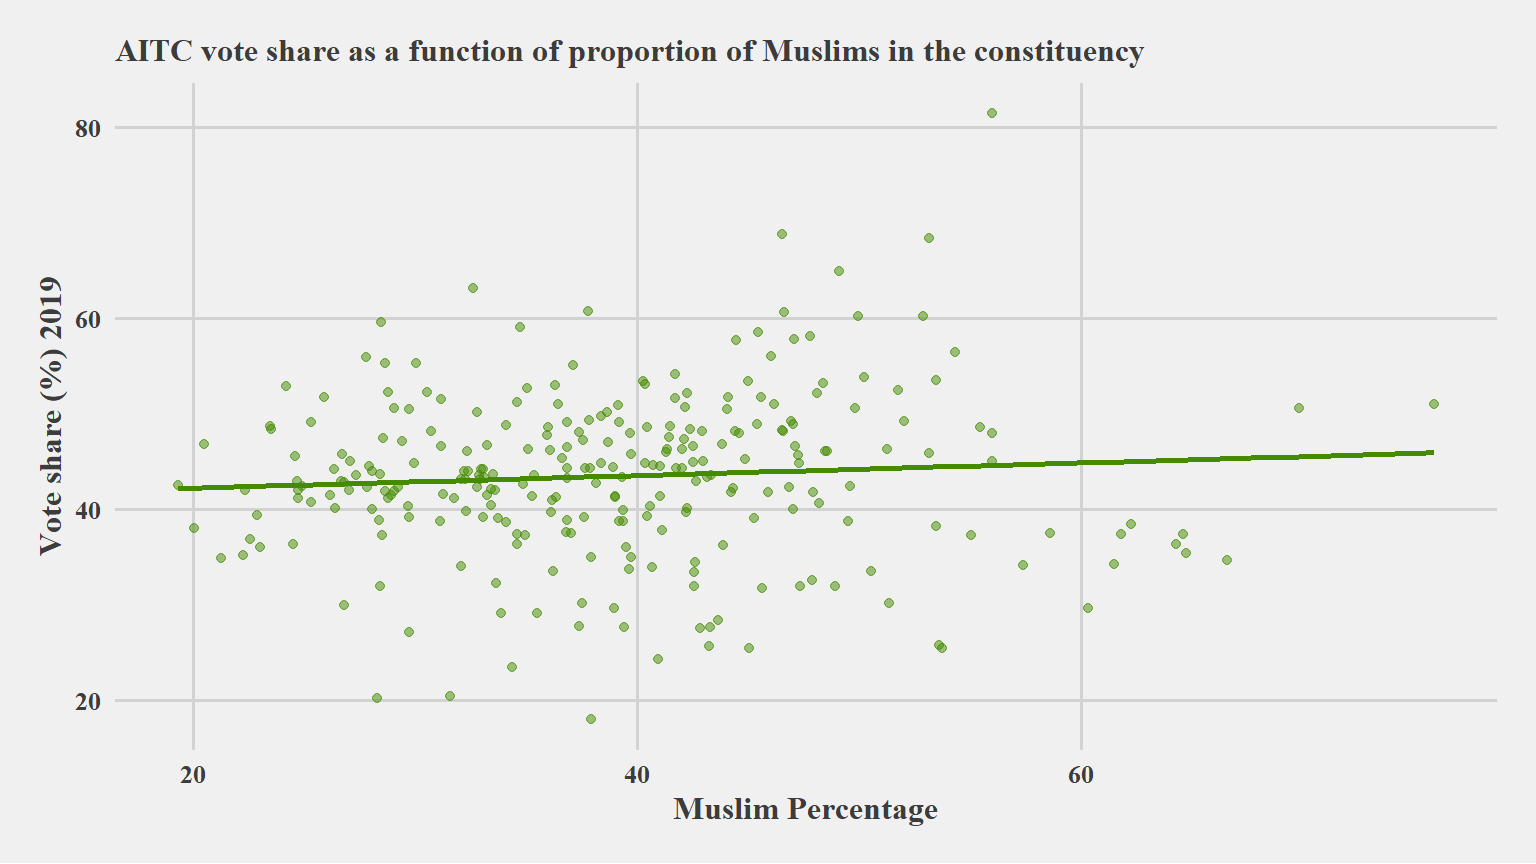 AITC vote share as a function of proportion of Muslims in the constituency
80
60
40
20
Vote share (%) 2019
20 40 60
Muslim Percentage